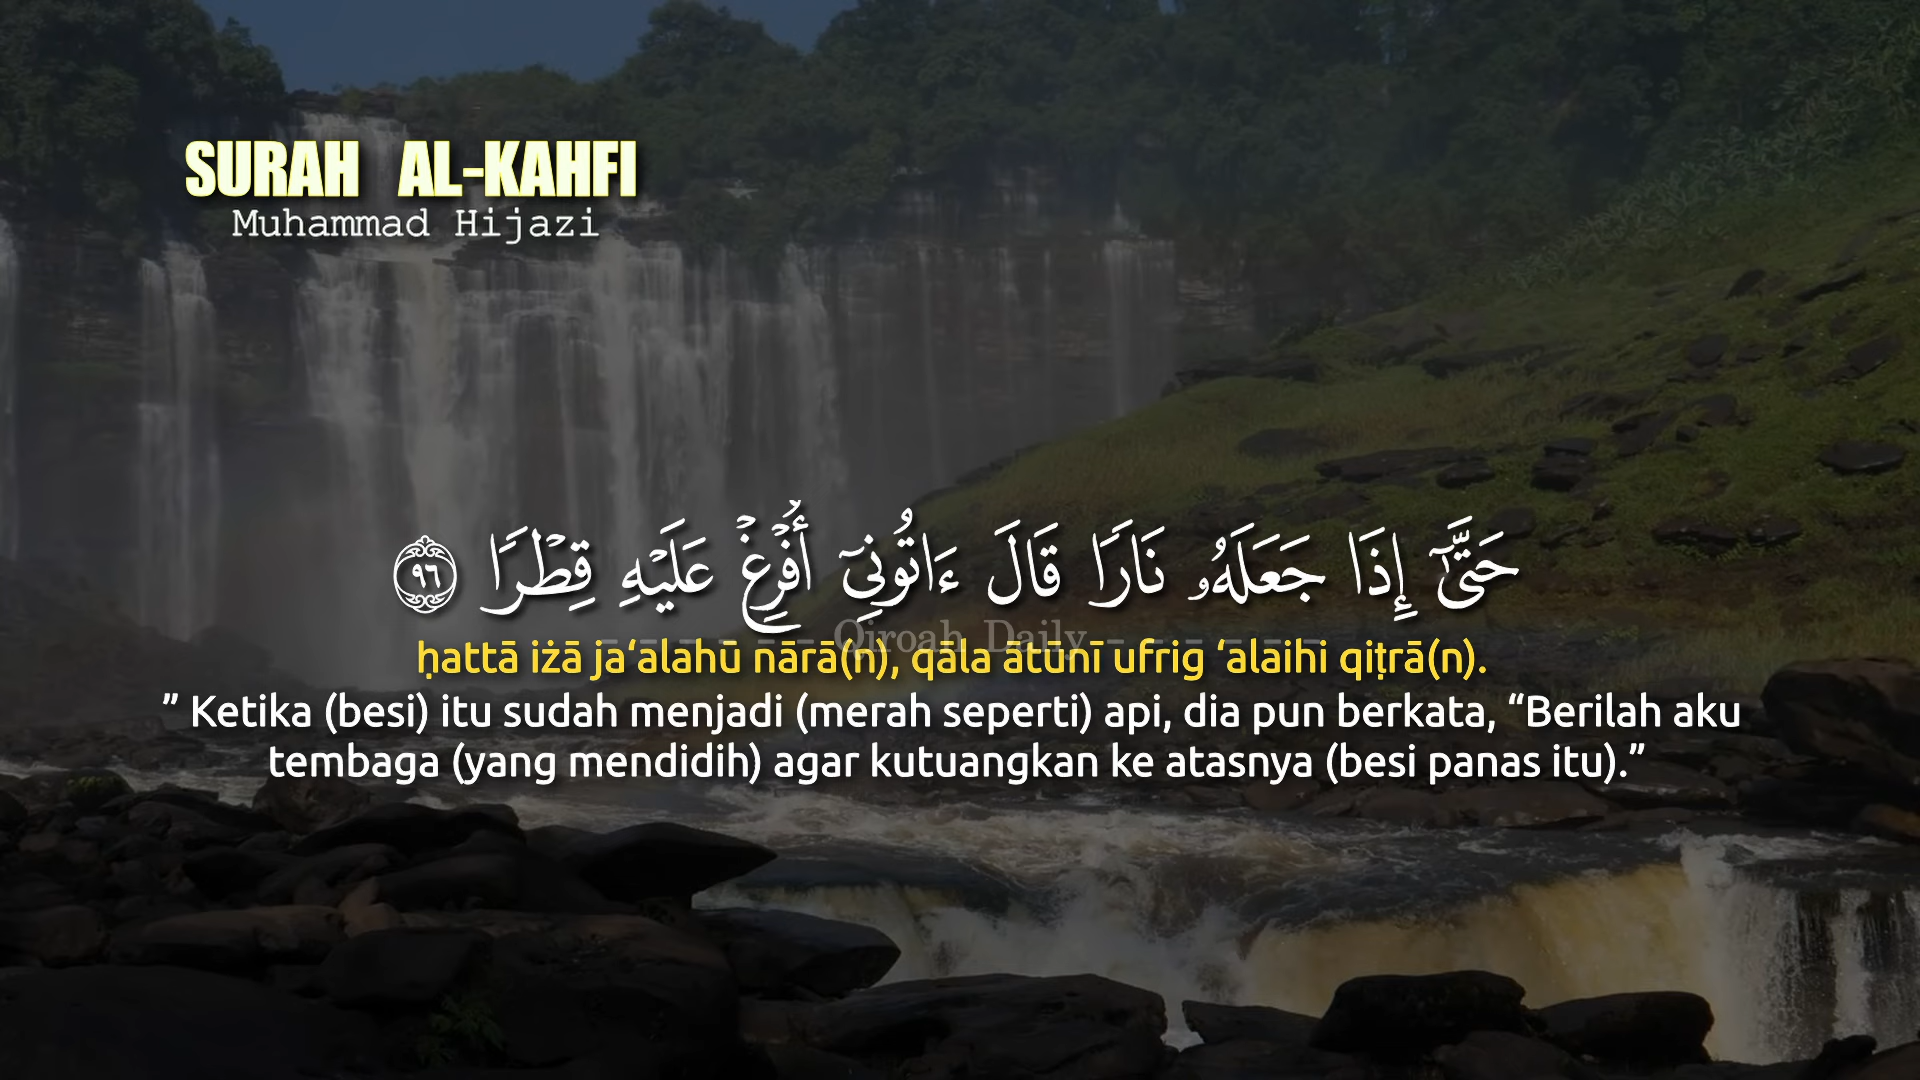 SURAH AL-KAHFI
Muhammad Hijazi
حَتَّىٰٓ إِذَا جَعَلَهُۥ نَارًا قَالَ ءَاتُونِىٓ أُفْرِغْ عَلَيْهِ قِطْرًا ٩٦
- - - - - - - Qiroah Daily - - - - - - -
ḥattā iżā ja‘alahū nārā(n), qāla ātūnī ufrig ‘alaihi qiṭrā(n).
” Ketika (besi) itu sudah menjadi (merah seperti) api, dia pun berkata, “Berilah aku
tembaga (yang mendidih) agar kutuangkan ke atasnya (besi panas itu).”